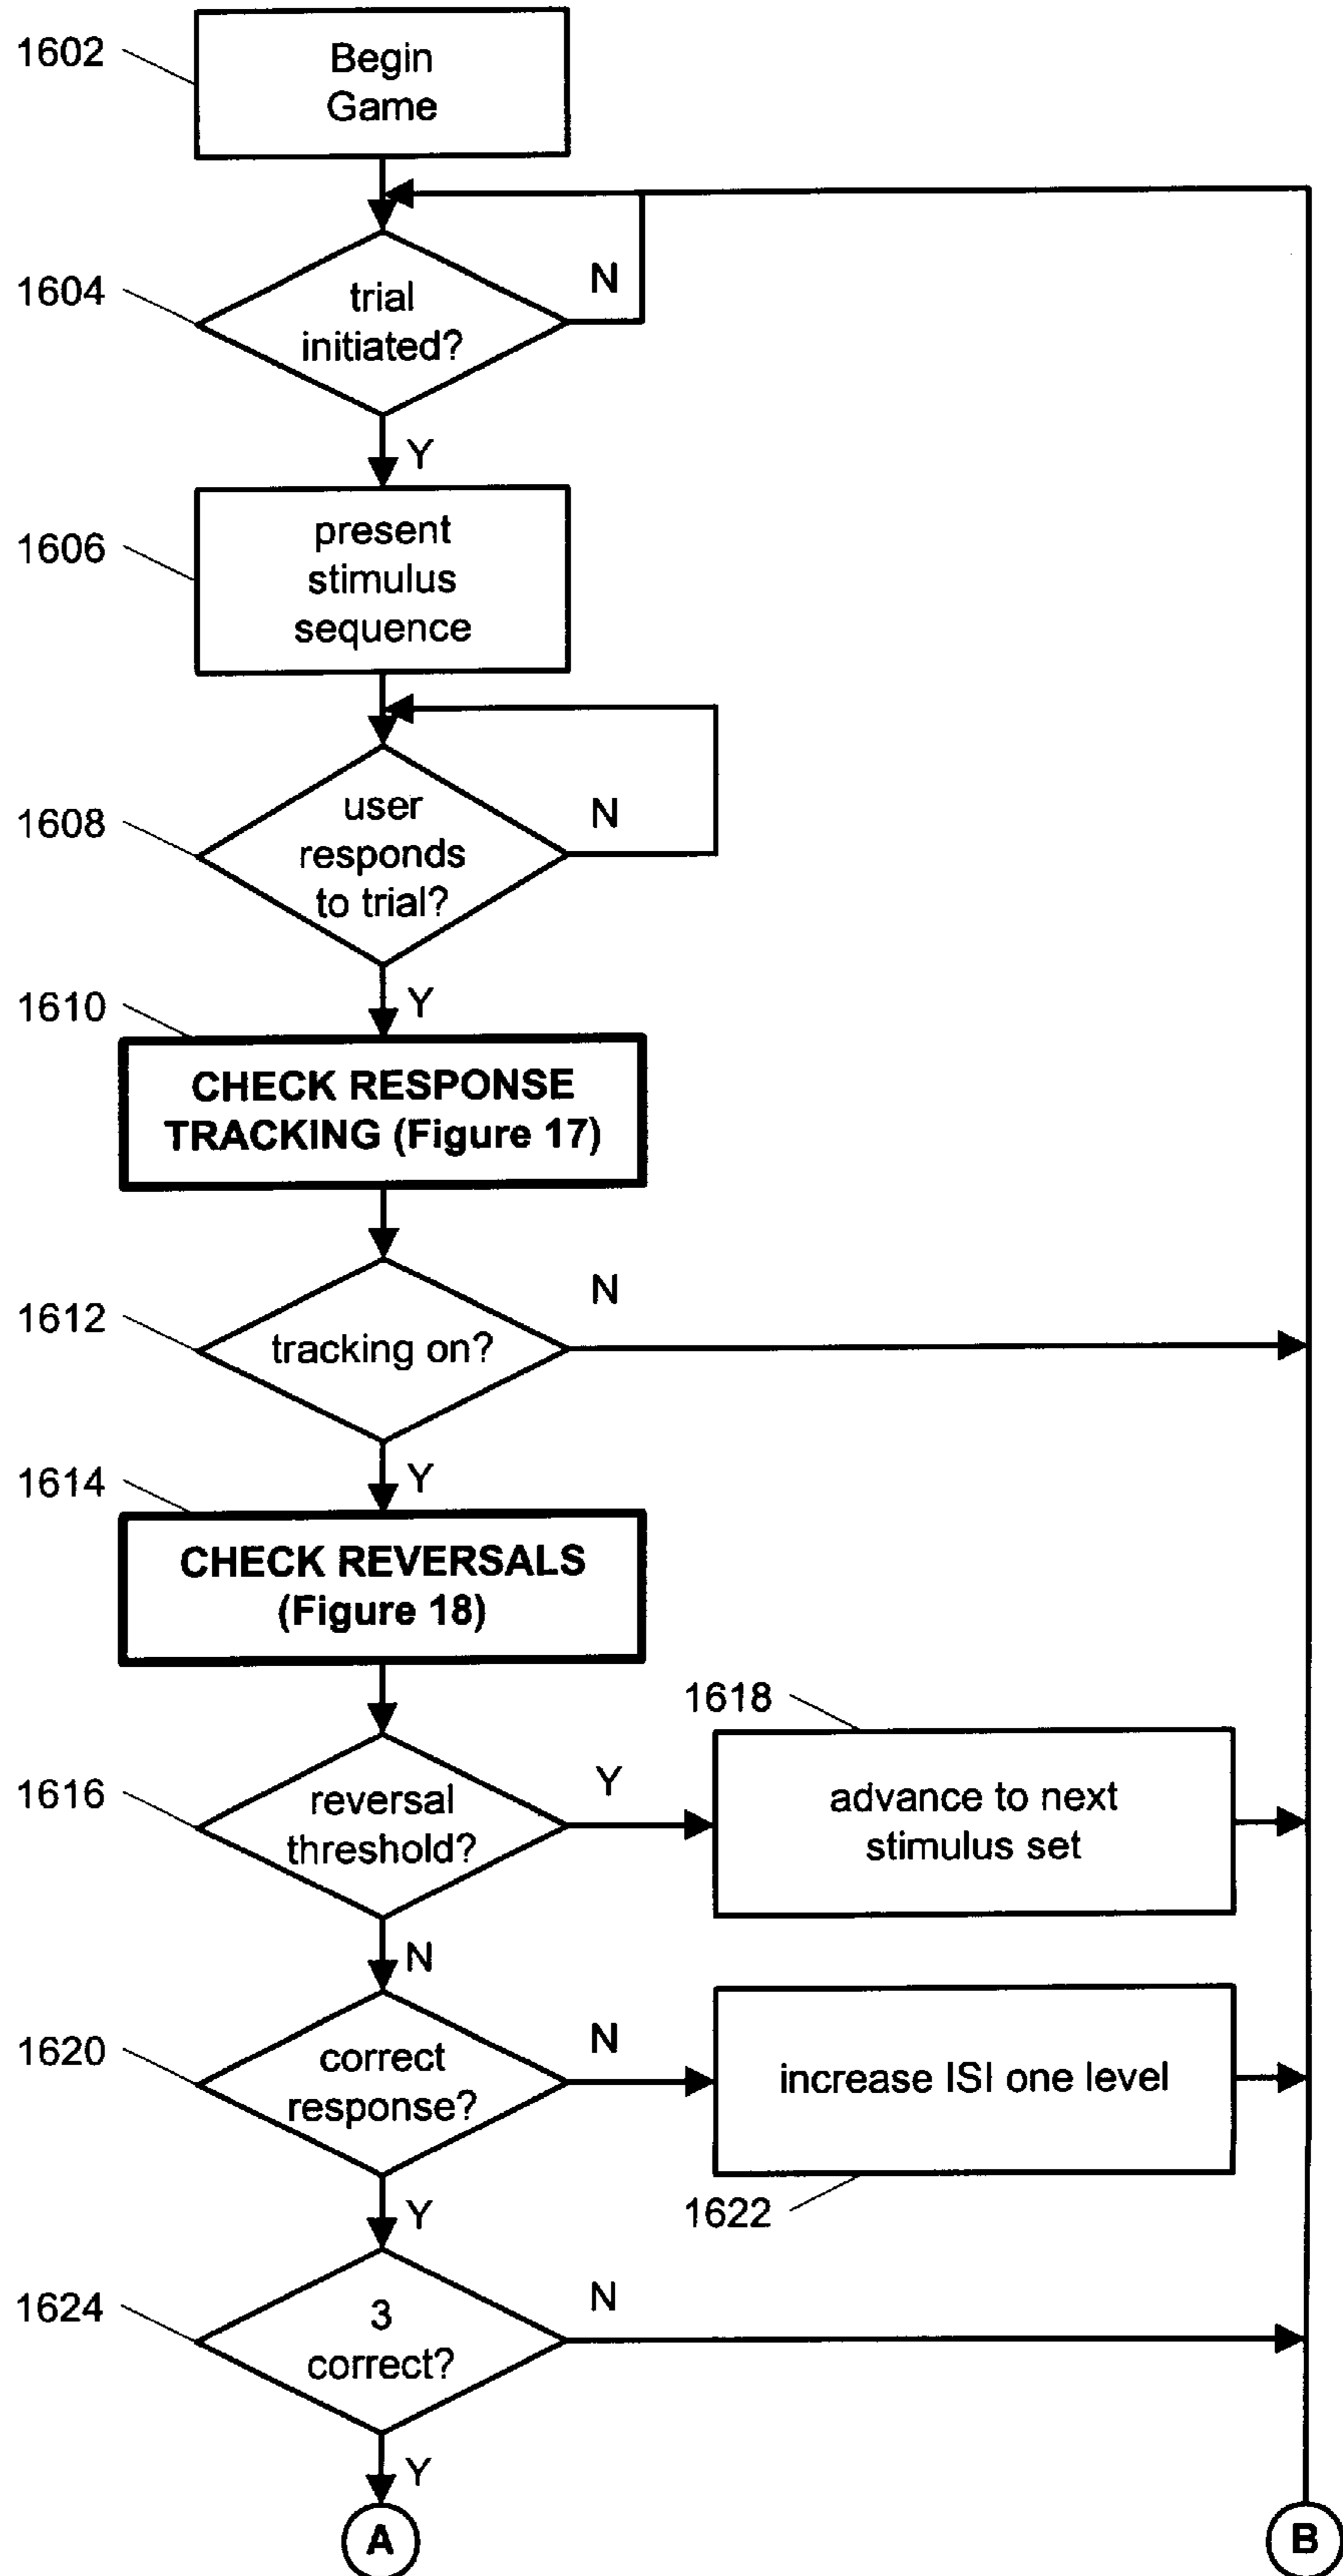 1602
Begin
Game
1604
trial
initiated?
N
Y
1606
present
stimulus
sequence
1608
user
responds
to trial?
N
Y
1610
CHECK RESPONSE
TRACKING (Figure 17)
1612
tracking on?
N
Y
1614
CHECK REVERSALS
(Figure 18)
1616
reversal
threshold?
Y
1618
advance to next
stimulus set
N
1620
correct
response?
N
increase ISI one level
1622
Y
1624
3
correct?
N
Y
A
B